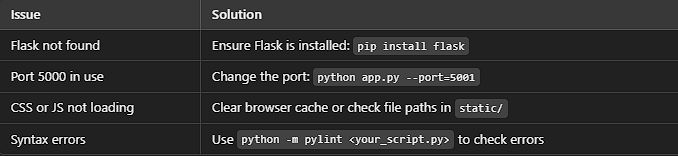 Issue Solution
Flask not found Ensure Flask is installed: pip install flask
Port 5000 in use Change the port: python app.py --port=5001
CSS or JS not loading Clear browser cache or check file paths in static/
Syntax errors Use python -m pylint <your_script.py> to check errors